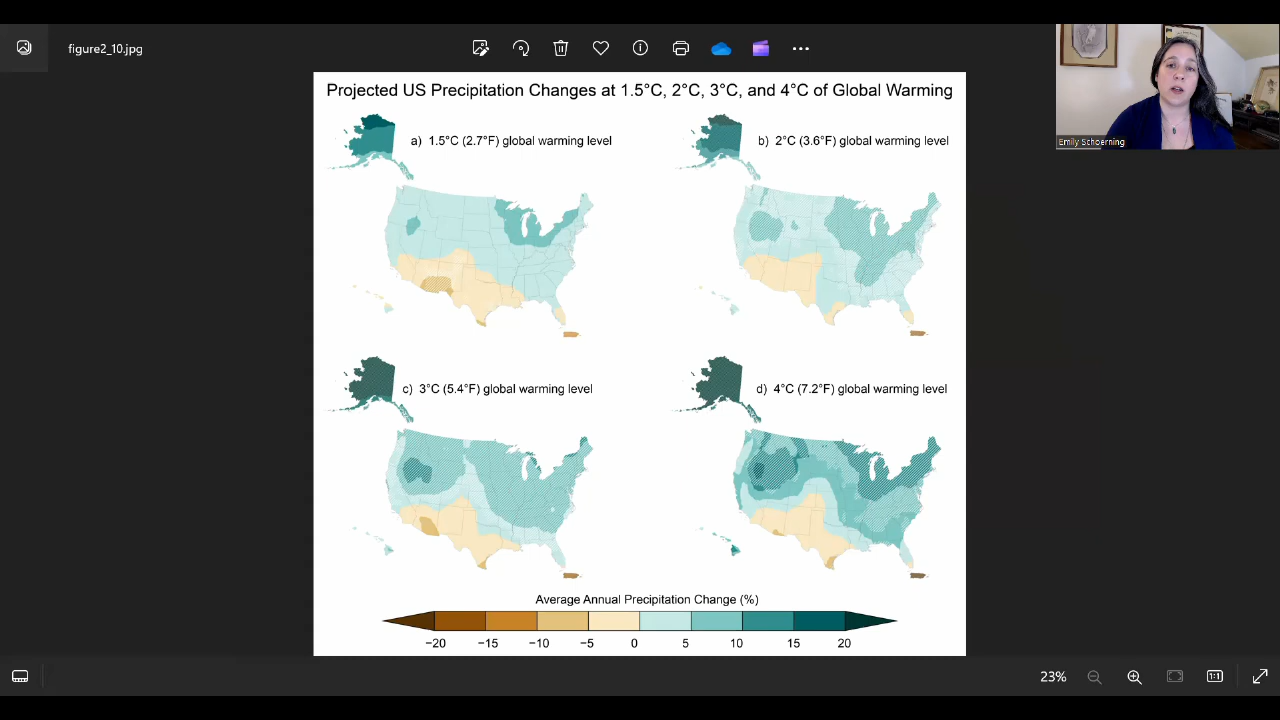 figure2_10.jpg
Projected US Precipitation Changes at 1.5°C, 2°C, 3°C, and 4°C of Global Warming
a) 1.5°C (2.7°F) global warming level
b) 2°C (3.6°F) global warming level
c) 3°C (5.4°F) global warming level
d) 4°C (7.2°F) global warming level
Average Annual Precipitation Change (%)
−20 −15 −10 −5 0 5 10 15 20
Emily Schoerning
23%
1:1